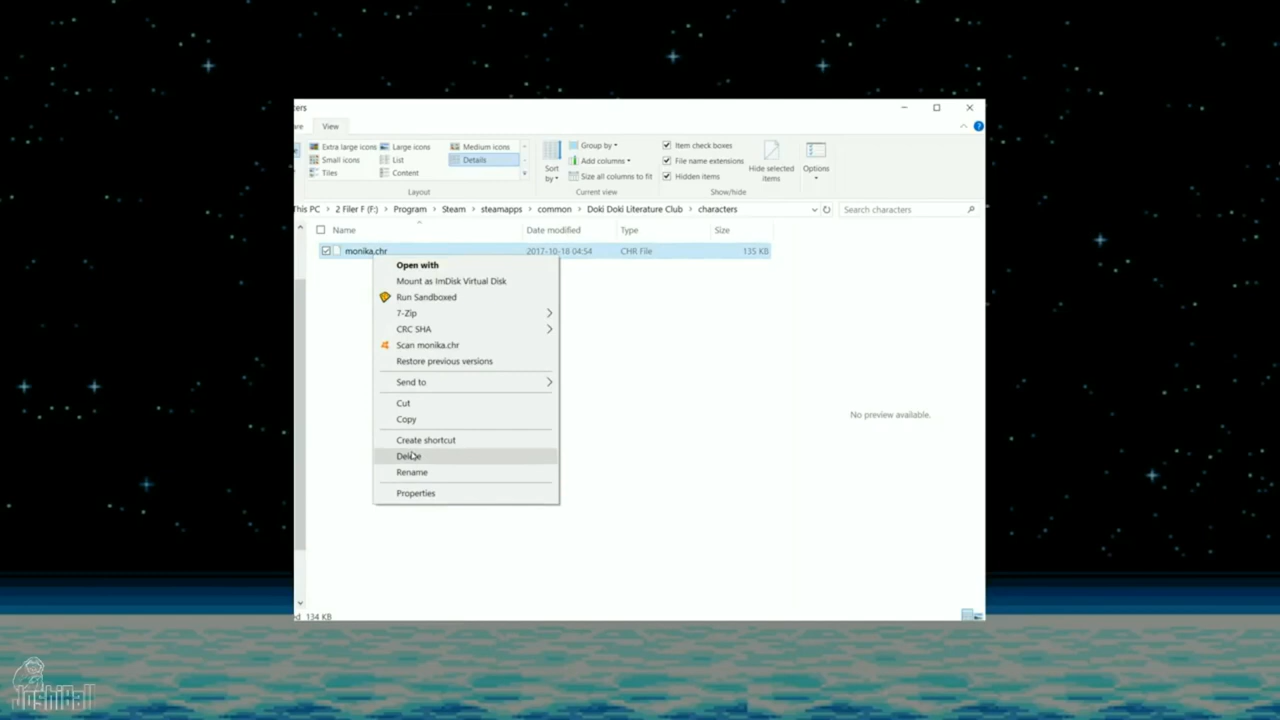 ters
are View
Extra large icons Large icons Medium icons
Small icons List Details
Tiles Content
Layout
Sort by
Group by
Add columns
Size all columns to fit
Current view
Item check boxes
File name extensions
Hidden items
Hide selected items
Show/hide
Options
This PC 2 Filer F (F:) Program Steam steamapps common Doki Doki Literature Club characters
Search characters
Name Date modified Type Size
monika.chr 2017-10-18 04:54 CHR File 135 KB
Open with
Mount as ImDisk Virtual Disk
Run Sandboxed
7-Zip
CRC SHA
Scan monika.chr
Restore previous versions
Send to
Cut
Copy
Create shortcut
Delete
Rename
Properties
No preview available.
d 134 KB
JoshiBall